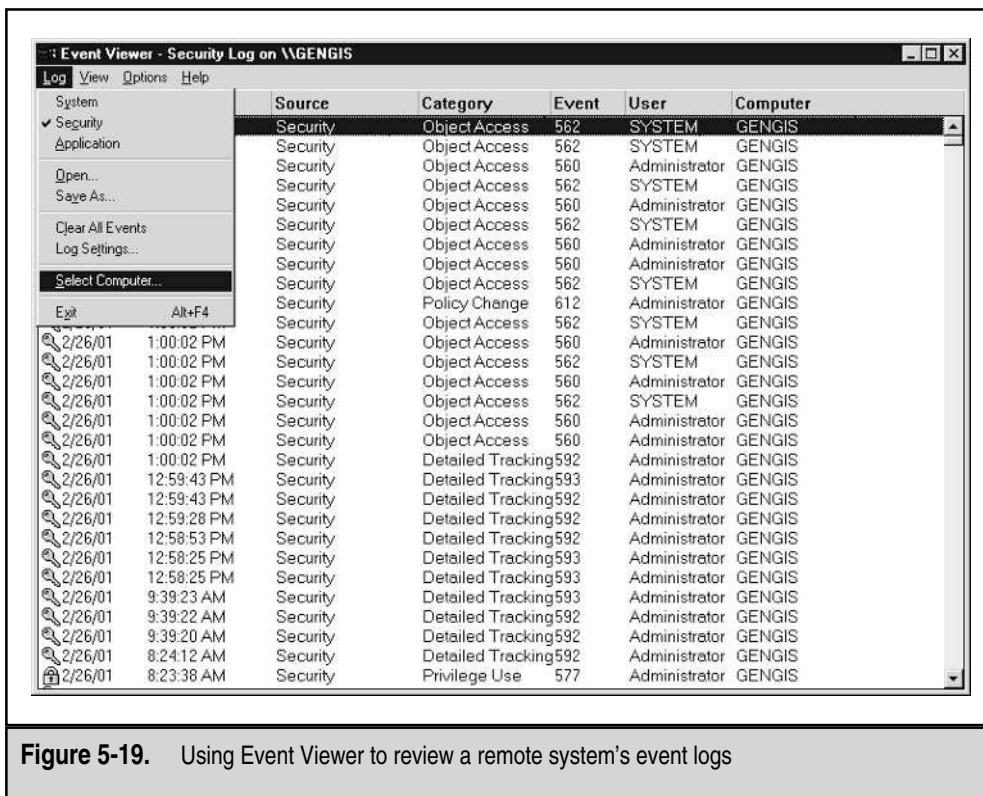 Event Viewer - Security Log on \\GENGIS
Log View Options Help
System
Security
Application
Open...
Save As...
Clear All Events
Log Settings...
Select Computer...
Exit Alt+F4
Source Category Event User Computer
Security Object Access 562 SYSTEM GENGIS
Security Object Access 562 SYSTEM GENGIS
Security Object Access 560 Administrator GENGIS
Security Object Access 562 SYSTEM GENGIS
Security Object Access 560 Administrator GENGIS
Security Object Access 562 SYSTEM GENGIS
Security Object Access 560 Administrator GENGIS
Security Object Access 560 Administrator GENGIS
Security Object Access 562 SYSTEM GENGIS
Security Policy Change 612 Administrator GENGIS
Security Object Access 562 SYSTEM GENGIS
2/26/01 1:00:02 PM Security Object Access 560 Administrator GENGIS
2/26/01 1:00:02 PM Security Object Access 562 SYSTEM GENGIS
2/26/01 1:00:02 PM Security Object Access 560 Administrator GENGIS
2/26/01 1:00:02 PM Security Object Access 562 SYSTEM GENGIS
2/26/01 1:00:02 PM Security Object Access 560 Administrator GENGIS
2/26/01 1:00:02 PM Security Object Access 560 Administrator GENGIS
2/26/01 1:00:02 PM Security Detailed Tracking 592 Administrator GENGIS
2/26/01 12:59:43 PM Security Detailed Tracking 593 Administrator GENGIS
2/26/01 12:59:43 PM Security Detailed Tracking 592 Administrator GENGIS
2/26/01 12:59:28 PM Security Detailed Tracking 592 Administrator GENGIS
2/26/01 12:58:53 PM Security Detailed Tracking 592 Administrator GENGIS
2/26/01 12:58:25 PM Security Detailed Tracking 593 Administrator GENGIS
2/26/01 12:58:25 PM Security Detailed Tracking 593 Administrator GENGIS
2/26/01 9:39:23 AM Security Detailed Tracking 593 Administrator GENGIS
2/26/01 9:39:22 AM Security Detailed Tracking 592 Administrator GENGIS
2/26/01 9:39:20 AM Security Detailed Tracking 592 Administrator GENGIS
2/26/01 8:24:12 AM Security Detailed Tracking 592 Administrator GENGIS
2/26/01 8:23:38 AM Security Privilege Use 577 Administrator GENGIS
Figure 5-19. Using Event Viewer to review a remote system's event logs